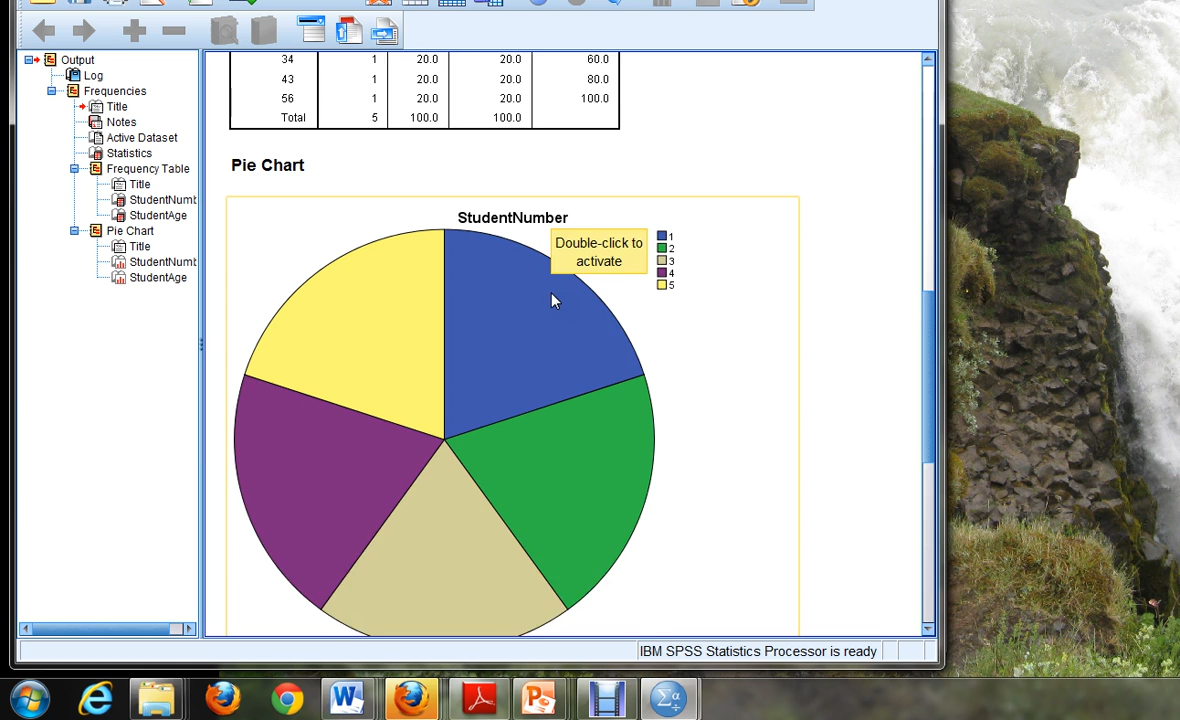 Output
Log
Frequencies
Title
Notes
Active Dataset
Statistics
Frequency Table
Title
StudentNumb
StudentAge
Pie Chart
Title
StudentNumb
StudentAge
34 1 20.0 20.0 60.0
43 1 20.0 20.0 80.0
56 1 20.0 20.0 100.0
Total 5 100.0 100.0
Pie Chart
StudentNumber
Double-click to
activate
1
2
3
4
5
IBM SPSS Statistics Processor is ready